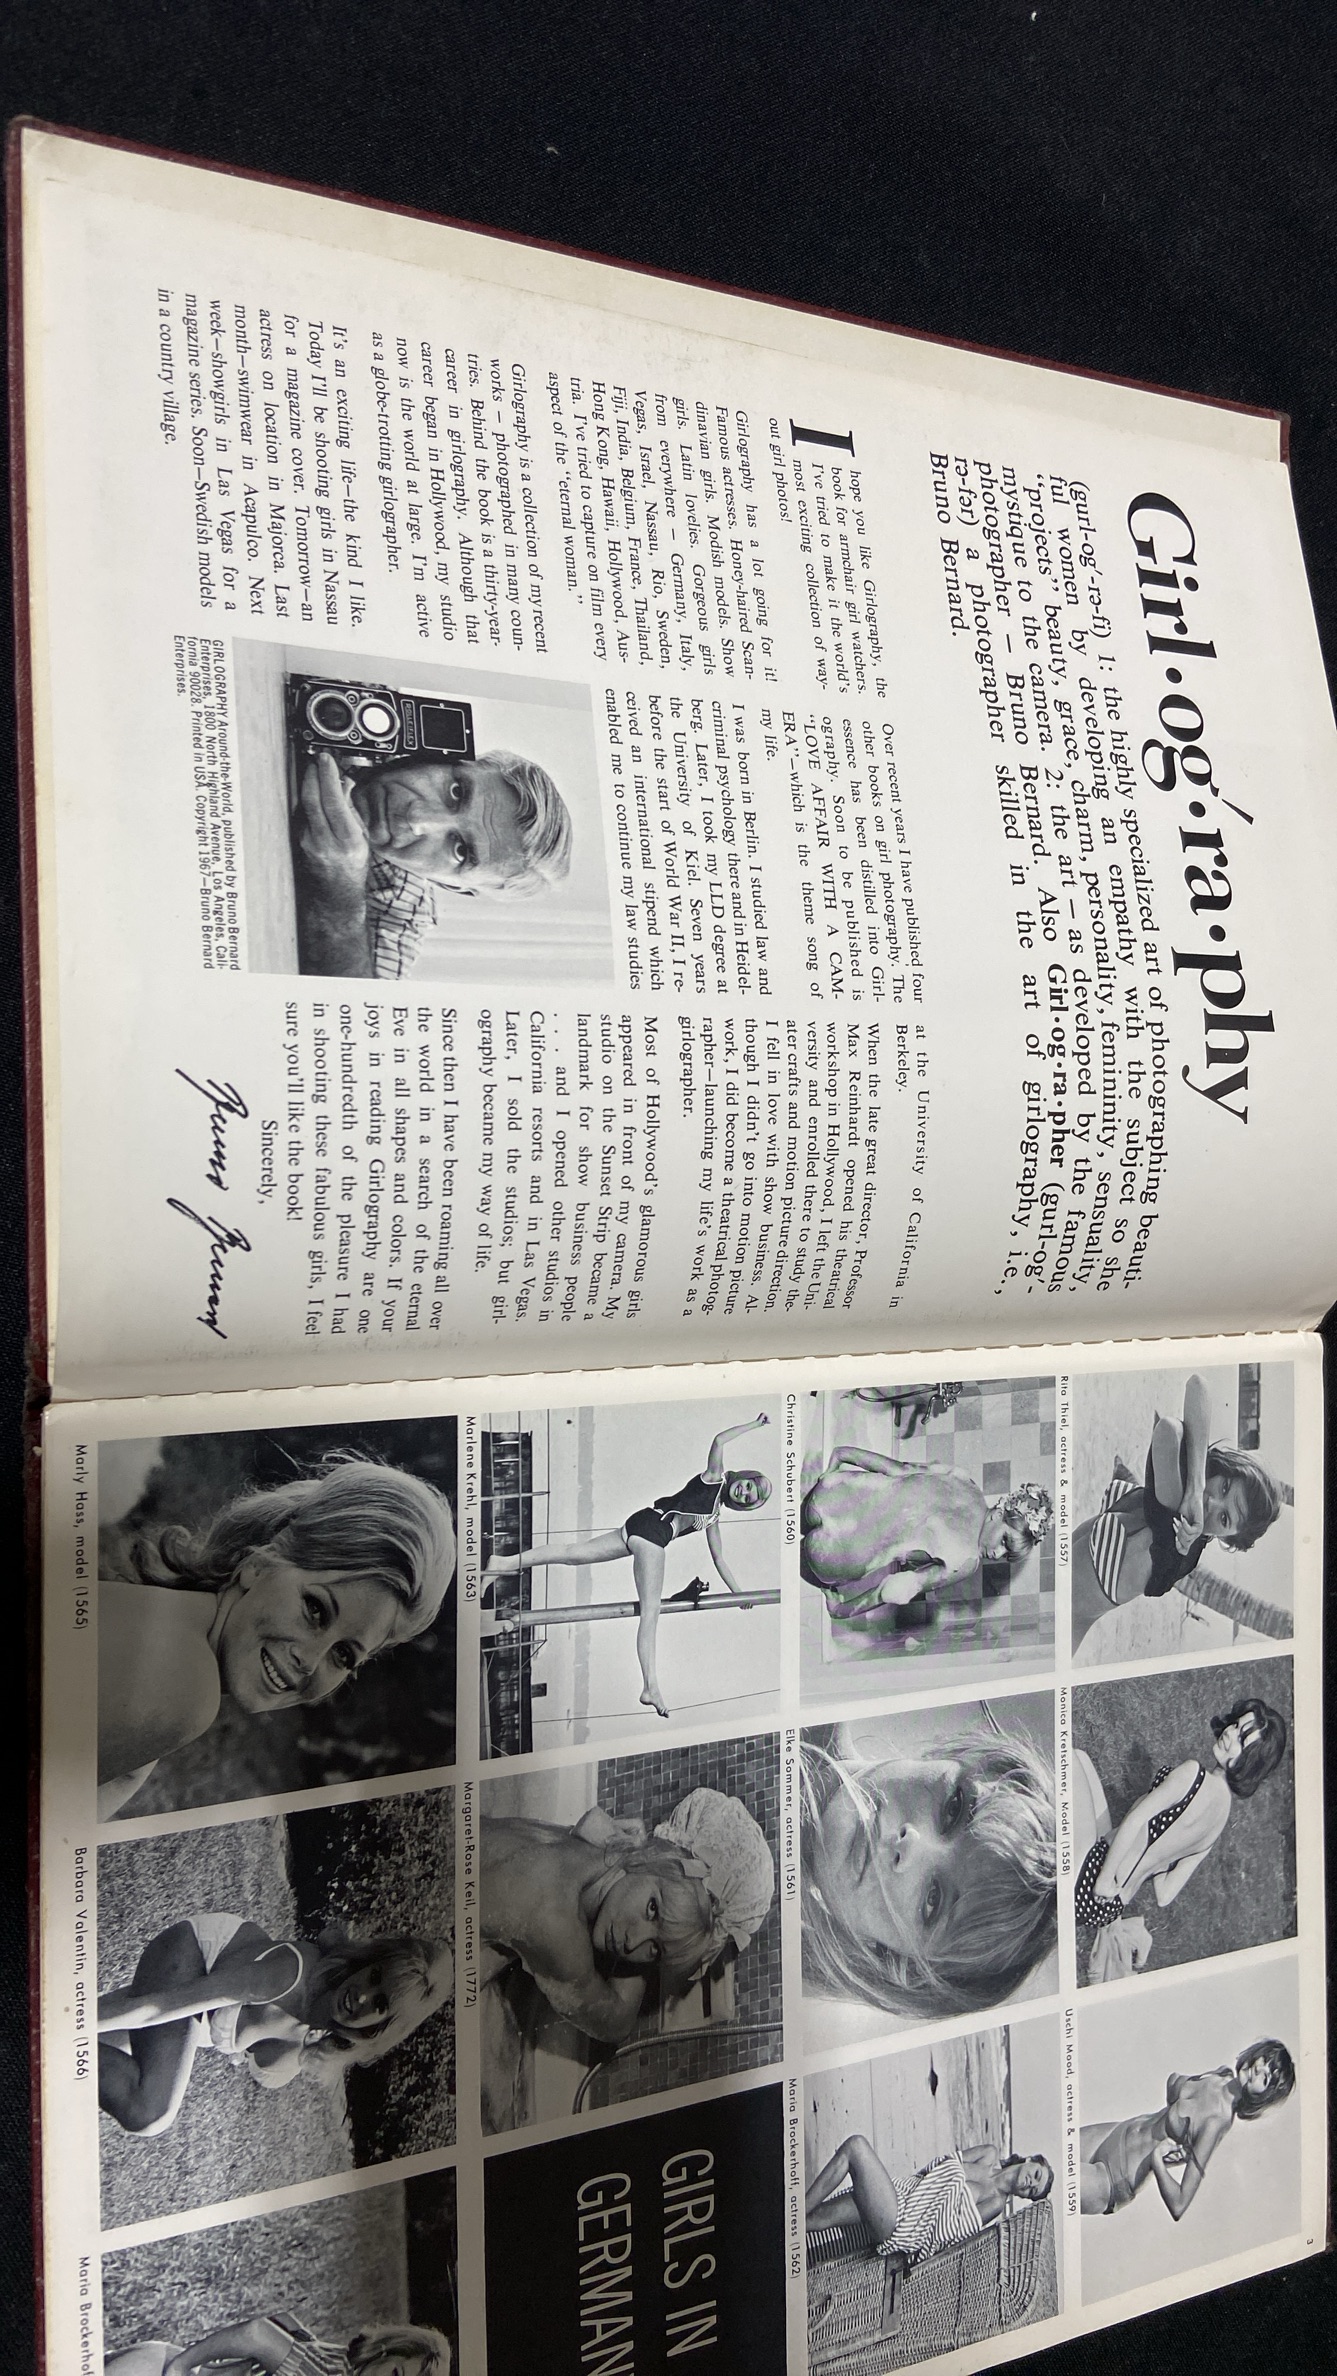 Girl•og′•ra•phy
(gurl-og′-rə-fi) 1: the highly specialized art of photographing beauti-
ful women by developing an empathy with the subject so she
“projects” beauty, grace, charm, personality, femininity, sensuality,
mystique to the camera. 2: the art — as developed by the famous
photographer — Bruno Bernard. Also Girl•og•ra•pher (gurl-og′-
rə-fər) a photographer skilled in the art of girlography, i.e.,
Bruno Bernard.
I hope you like Girlography, the
book for armchair girl watchers.
I've tried to make it the world's
most exciting collection of way-
out girl photos!
Girlography has a lot going for it!
Famous actresses. Honey-haired Scan-
dinavian girls. Modish models. Show
girls. Latin lovelies. Gorgeous girls
from everywhere — Germany, Italy,
Vegas, Israel, Nassau, Rio, Sweden,
Fiji, India, Belgium, France, Thailand,
Hong Kong, Hawaii, Hollywood, Aus-
tria. I've tried to capture on film every
aspect of the “eternal woman.”
Girlography is a collection of my recent
works — photographed in many coun-
tries. Behind the book is a thirty-year-
career in girlography. Although that
career began in Hollywood, my studio
now is the world at large. I'm active
as a globe-trotting girlographer.
It's an exciting life—the kind I like.
Today I'll be shooting girls in Nassau
for a magazine cover. Tomorrow—an
actress on location in Majorca. Last
month—swimwear in Acapulco. Next
week—showgirls in Las Vegas for a
magazine series. Soon—Swedish models
in a country village.
Over recent years I have published four
other books on girl photography. The
essence has been distilled into Girl-
ography. Soon to be published is
“LOVE AFFAIR WITH A CAM-
ERA”—which is the theme song of
my life.
I was born in Berlin. I studied law and
criminal psychology there and in Heidel-
berg. Later, I took my LLD degree at
the University of Kiel. Seven years
before the start of World War II, I re-
ceived an international stipend which
enabled me to continue my law studies
ROLLEIFLEX
GIRLOGRAPHY Around-the-World, published by Bruno Bernard
Enterprises, 1800 North Highland Avenue, Los Angeles, Cali-
fornia 90028. Printed in USA. Copyright 1967—Bruno Bernard
Enterprises.
at the University of California in
Berkeley.
When the late great director, Professor
Max Reinhardt opened his theatrical
workshop in Hollywood, I left the Uni-
versity and enrolled there to study the-
ater crafts and motion picture direction.
I fell in love with show business. Al-
though I didn't go into motion picture
work, I did become a theatrical photog-
rapher—launching my life's work as a
girlographer.
Most of Hollywood's glamorous girls
appeared in front of my camera. My
studio on the Sunset Strip became a
landmark for show business people
. . . and I opened other studios in
California resorts and in Las Vegas.
Later, I sold the studios; but girl-
ography became my way of life.
Since then I have been roaming all over
the world in a search of the eternal
Eve in all shapes and colors. If your
joys in reading Girlography are one
one-hundredth of the pleasure I had
in shooting these fabulous girls, I feel
sure you'll like the book!
Sincerely,
3
Rita Thiel, actress & model (1557)
Monica Kretschmer, Model (1558)
Uschi Mood, actress & model (1559)
Christine Schubert (1560)
Elke Sommer, actress (1561)
Maria Brockerhoff, actress (1562)
Marlene Krehl, model (1563)
Margaret-Rose Keil, actress (1772)
GIRLS IN
GERMAN
Marly Hass, model (1565)
Barbara Valentin, actress (1566)
Maria Brockerhof